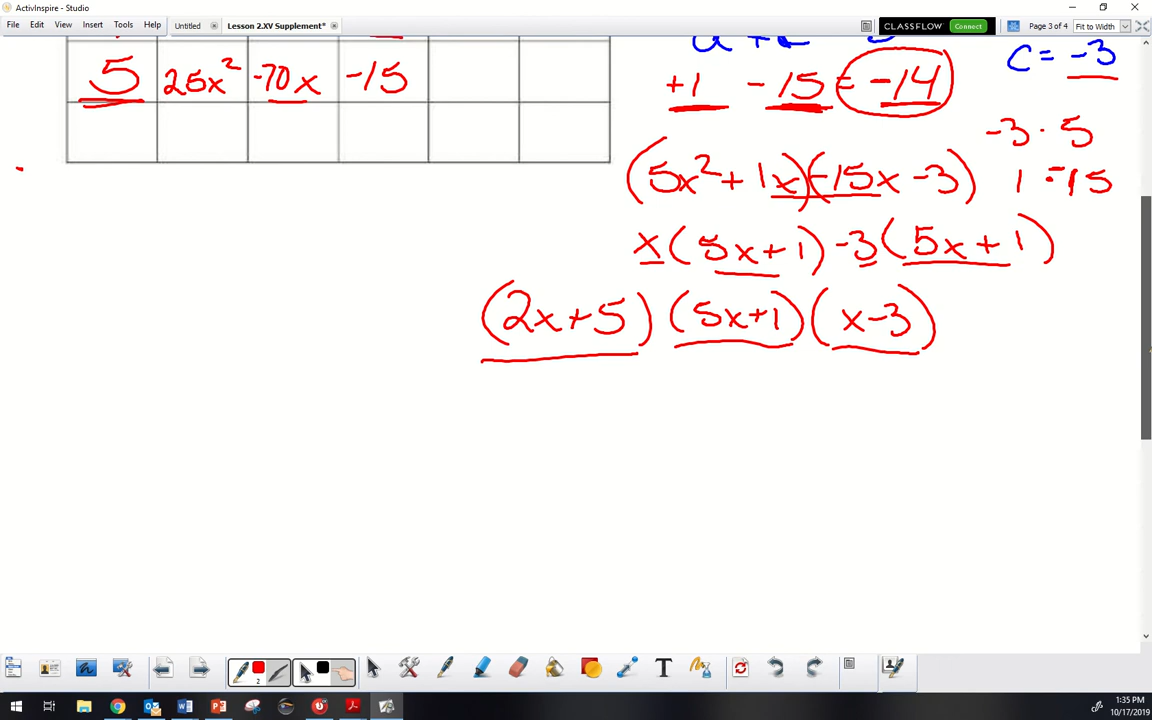 ActivInspire - Studio
File Edit View Insert Tools Help
Untitled
Lesson 2.XV Supplement*
CLASSFLOW Connect
Page 3 of 4
Fit to Width
c = -3
5 25x² -70x -15
+1 -15 = -14
-3 · 5
(5x² + 1x)(-15x - 3)
1 · -15
x(5x+1) -3(5x+1)
(2x+5)(5x+1)(x-3)
2
T
1:35 PM
10/17/2019